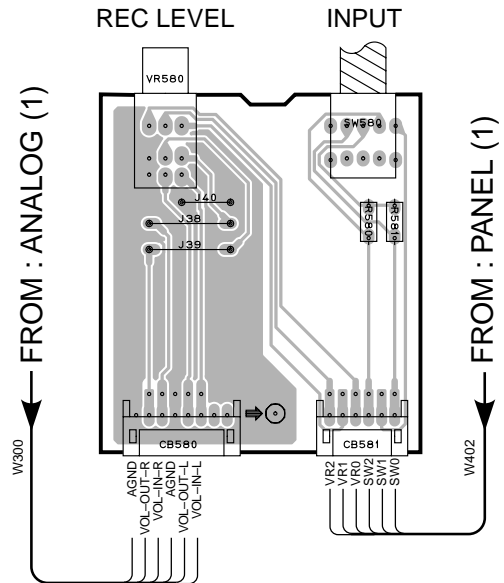 REC LEVEL
INPUT
VR580
SW580
J40
J38
J39
R580
R581
FROM : ANALOG (1)
FROM : PANEL (1)
W300
W402
CB580
CB581
AGND
VOL-OUT-R
VOL-IN-R
AGND
VOL-OUT-L
VOL-IN-L
VR2
VR1
VR0
SW2
SW1
SW0